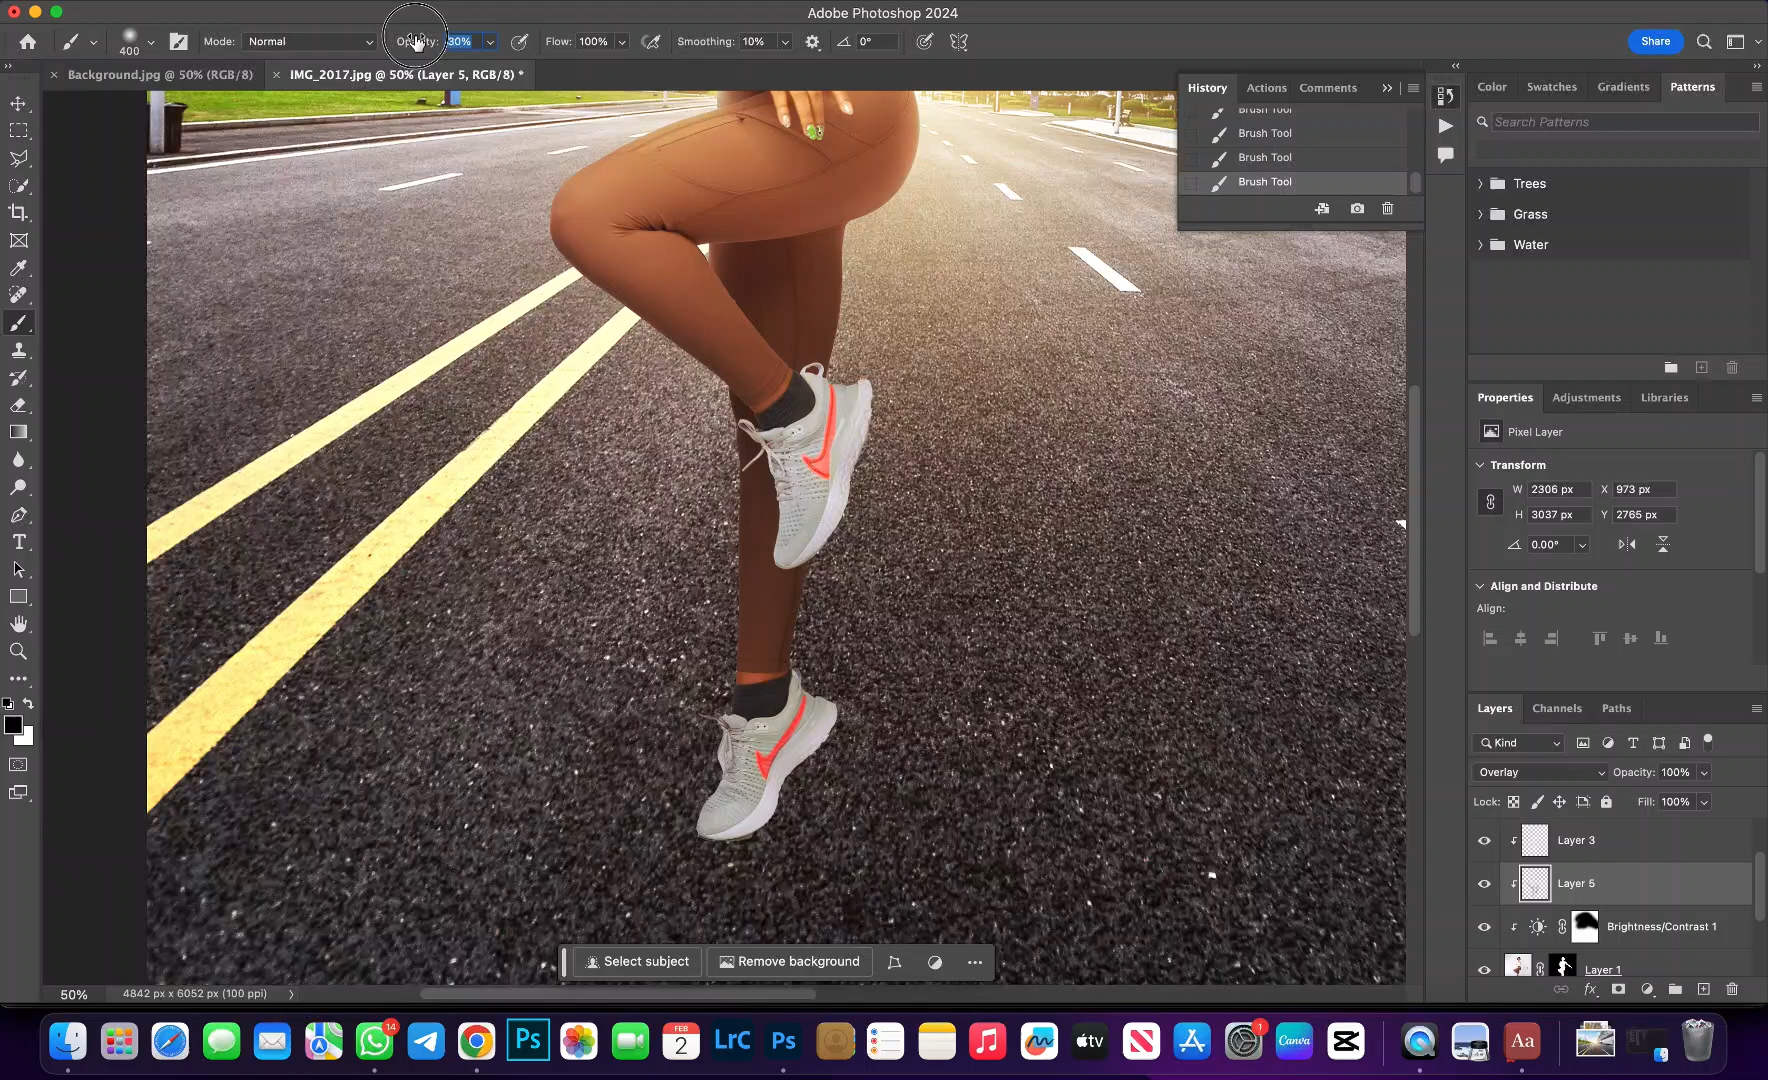 Adobe Photoshop 2024
400 Mode: Normal Opacity: 30% Flow: 100% Smoothing: 10% 0° Share
Background.jpg @ 50% (RGB/8) IMG_2017.jpg @ 50% (Layer 5, RGB/8) *
History Actions Comments
Brush Tool
Brush Tool
Brush Tool
Brush Tool
Color Swatches Gradients Patterns
Search Patterns
Trees
Grass
Water
Properties Adjustments Libraries
Pixel Layer
Transform
W 2306 px X 973 px
H 3037 px Y 2765 px
0.00°
Align and Distribute
Align:
Layers Channels Paths
Kind
Overlay Opacity: 100%
Lock: Fill: 100%
Layer 3
Layer 5
Brightness/Contrast 1
Layer 1
Select subject Remove background
50% 4842 px x 6052 px (100 ppi)
14 Ps FEB 2 LrC Ps tv 1 Canva Aa